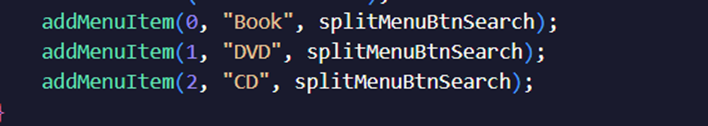 addMenuItem(0, "Book", splitMenuBtnSearch);
addMenuItem(1, "DVD", splitMenuBtnSearch);
addMenuItem(2, "CD", splitMenuBtnSearch);
}